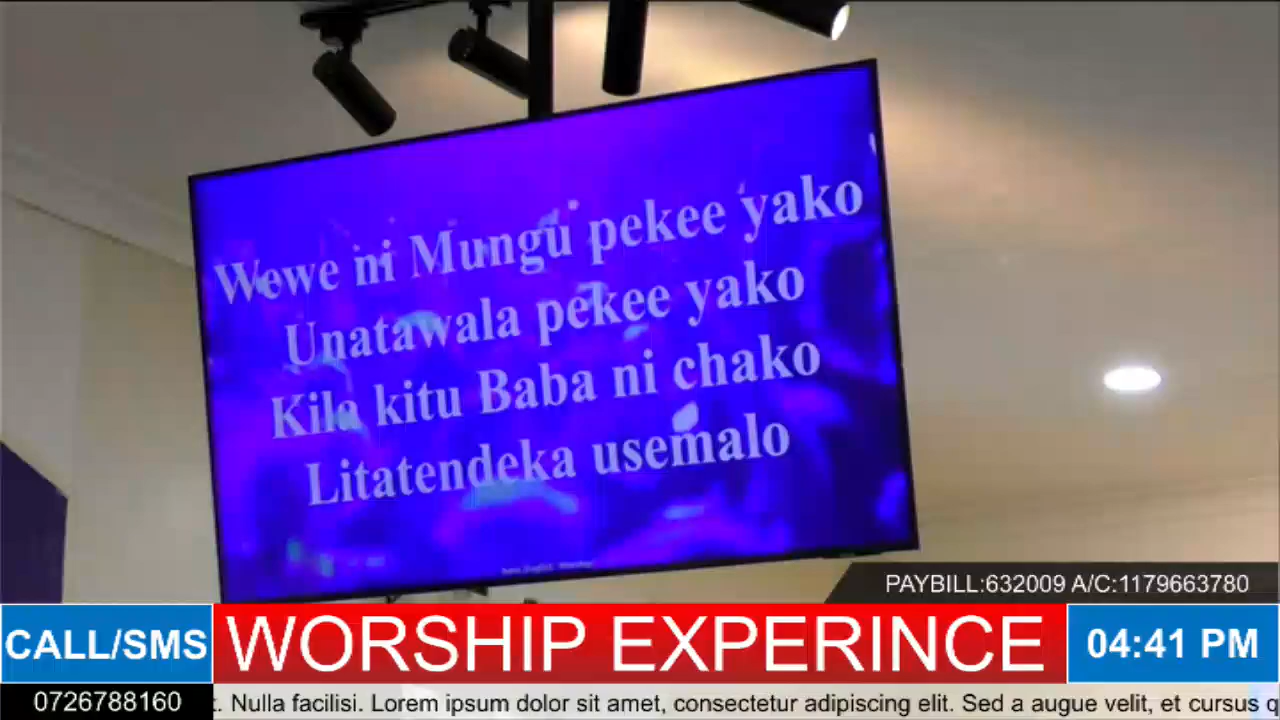 Wewe ni Mungu pekee yako
Unatawala pekee yako
Kila kitu Baba ni chako
Litatendeka usemalo
PAYBILL:632009 A/C:1179663780
CALL/SMS
WORSHIP EXPERINCE
04:41 PM
0726788160
t. Nulla facilisi. Lorem ipsum dolor sit amet, consectetur adipiscing elit. Sed a augue velit, et cursus q